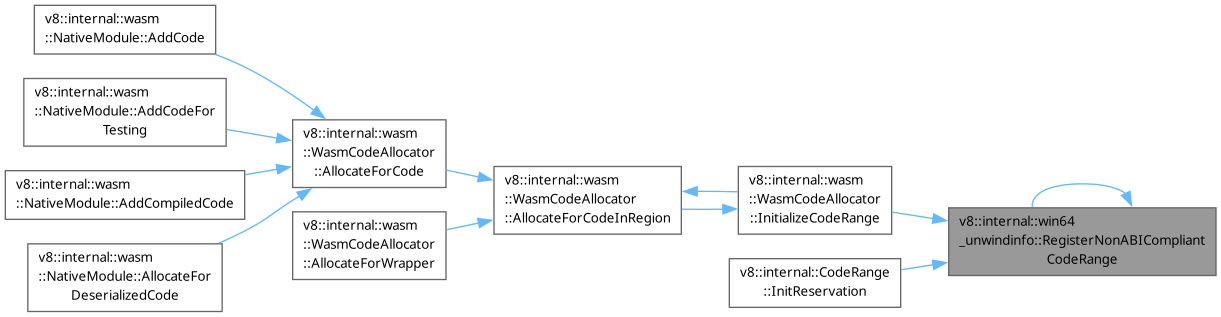 v8::internal::wasm
::NativeModule::AddCode
v8::internal::wasm
::NativeModule::AddCodeFor
Testing
v8::internal::wasm
::NativeModule::AddCompiledCode
v8::internal::wasm
::NativeModule::AllocateFor
DeserializedCode
v8::internal::wasm
::WasmCodeAllocator
::AllocateForCode
v8::internal::wasm
::WasmCodeAllocator
::AllocateForWrapper
v8::internal::wasm
::WasmCodeAllocator
::AllocateForCodeInRegion
v8::internal::wasm
::WasmCodeAllocator
::InitializeCodeRange
v8::internal::CodeRange
::InitReservation
v8::internal::win64
_unwindinfo::RegisterNonABICompliant
CodeRange